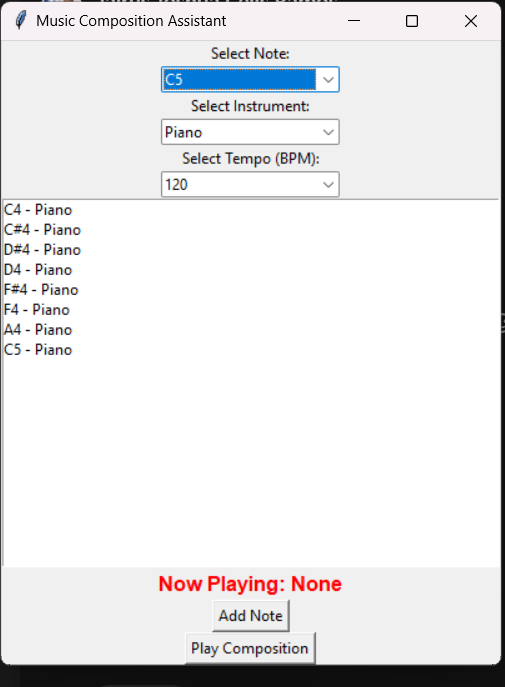 Music Composition Assistant
Select Note:
C5
Select Instrument:
Piano
Select Tempo (BPM):
120
C4 - Piano
C#4 - Piano
D#4 - Piano
D4 - Piano
F#4 - Piano
F4 - Piano
A4 - Piano
C5 - Piano
Now Playing: None
Add Note
Play Composition